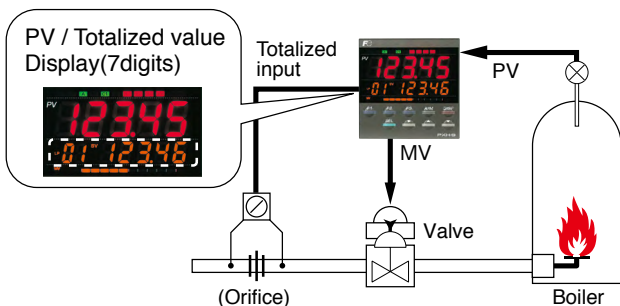 PV / Totalized value
Display(7digits)
PV
123.45
01 123.46
Totalized
input
PV
123.45
01 123.46
PV
MV
Valve
(Orifice)
Boiler